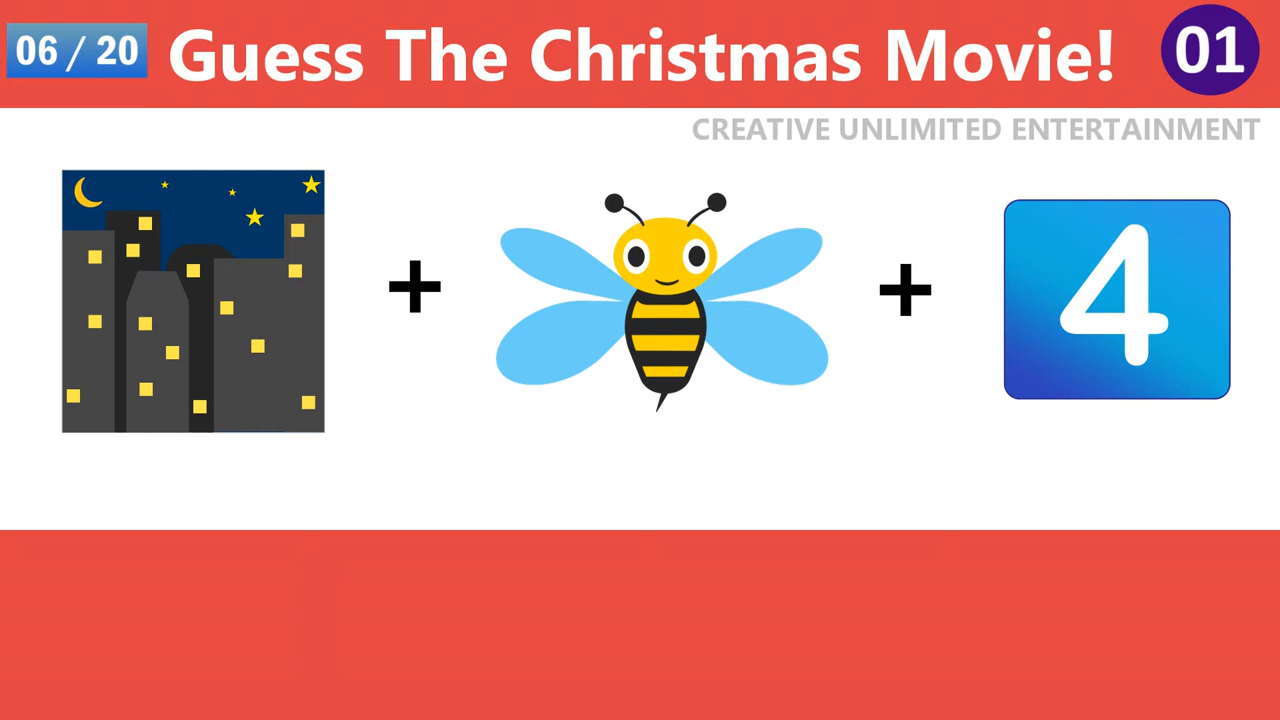 06 / 20
Guess The Christmas Movie!
01
CREATIVE UNLIMITED ENTERTAINMENT
+
+
4